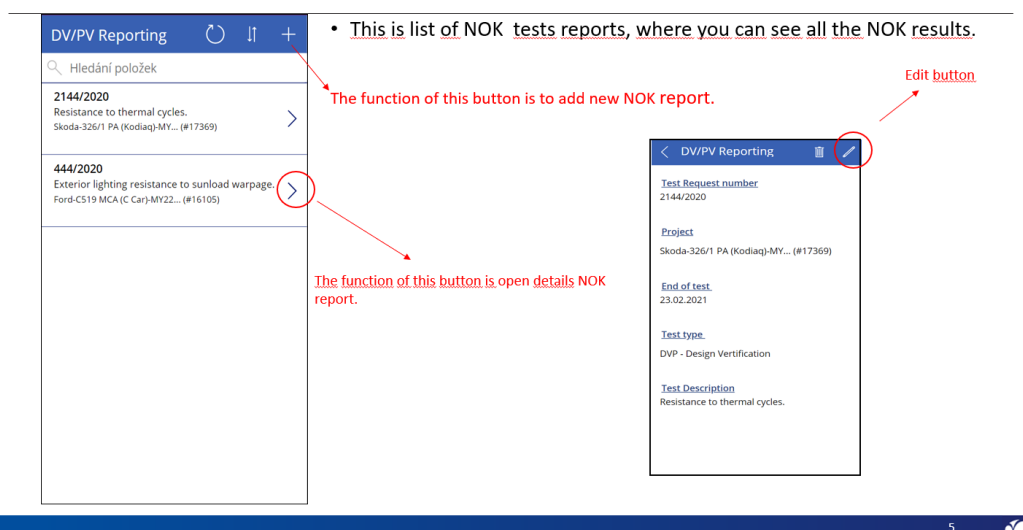 DV/PV Reporting
Hledání položek
2144/2020
Resistance to thermal cycles.
Skoda-326/1 PA (Kodiaq)-MY... (#17369)
444/2020
Exterior lighting resistance to sunload warpage.
Ford-C519 MCA (C Car)-MY22... (#16105)
• This is list of NOK tests reports, where you can see all the NOK results.
The function of this button is to add new NOK report.
The function of this button is open details NOK
report.
Edit button
DV/PV Reporting
Test Request number
2144/2020
Project
Skoda-326/1 PA (Kodiaq)-MY... (#17369)
End of test
23.02.2021
Test type
DVP - Design Vertification
Test Description
Resistance to thermal cycles.
5